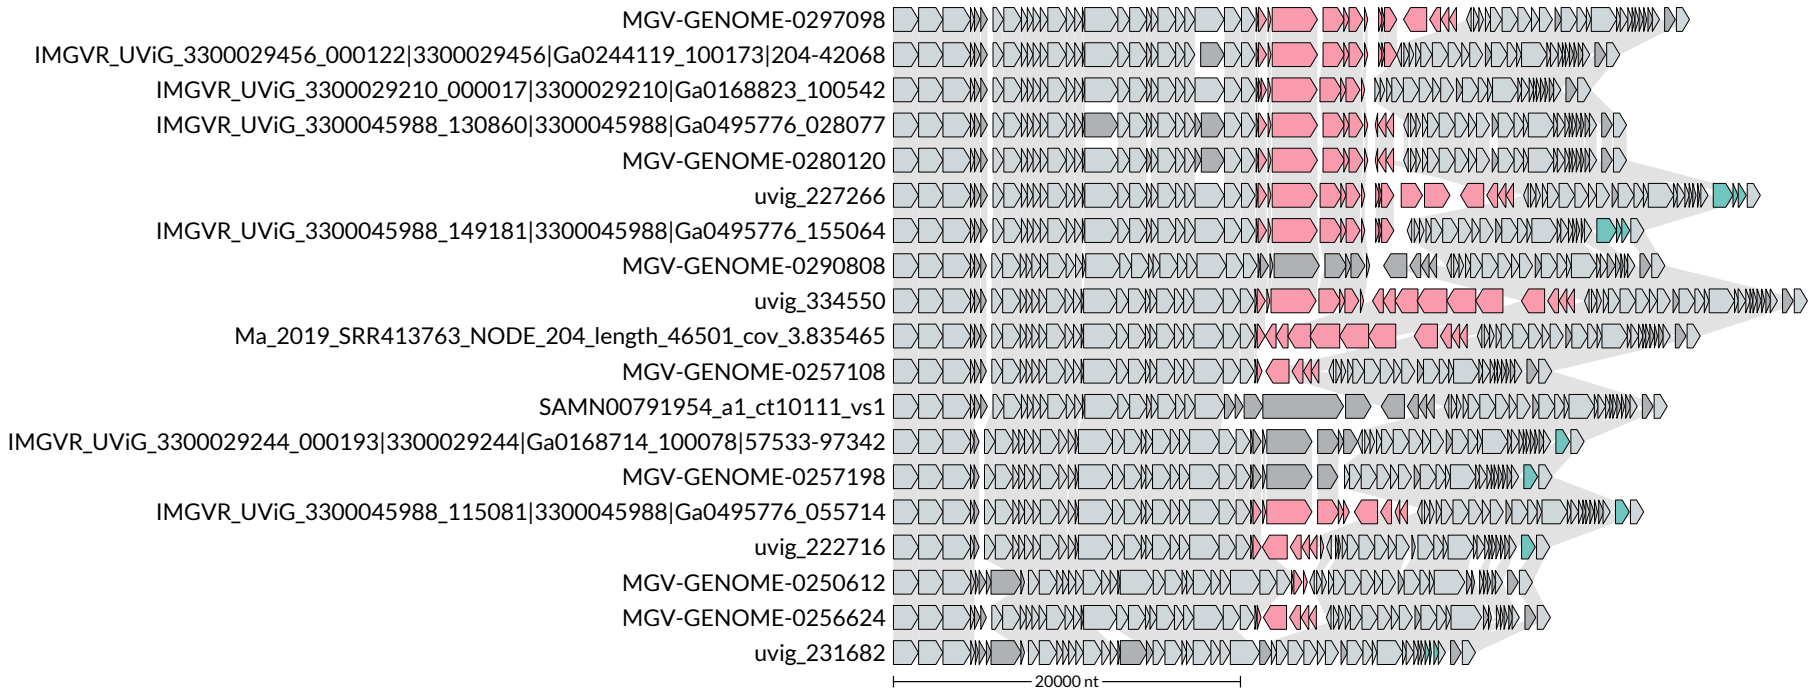 MGV-GENOME-0297098
IMGVR_UViG_3300029456_000122|3300029456|Ga0244119_100173|204-42068
IMGVR_UViG_3300029210_000017|3300029210|Ga0168823_100542
IMGVR_UViG_3300045988_130860|3300045988|Ga0495776_028077
MGV-GENOME-0280120
uvig_227266
IMGVR_UViG_3300045988_149181|3300045988|Ga0495776_155064
MGV-GENOME-0290808
uvig_334550
Ma_2019_SRR413763_NODE_204_length_46501_cov_3.835465
MGV-GENOME-0257108
SAMN00791954_a1_ct10111_vs1
IMGVR_UViG_3300029244_000193|3300029244|Ga0168714_100078|57533-97342
MGV-GENOME-0257198
IMGVR_UViG_3300045988_115081|3300045988|Ga0495776_055714
uvig_222716
MGV-GENOME-0250612
MGV-GENOME-0256624
uvig_231682
20000 nt